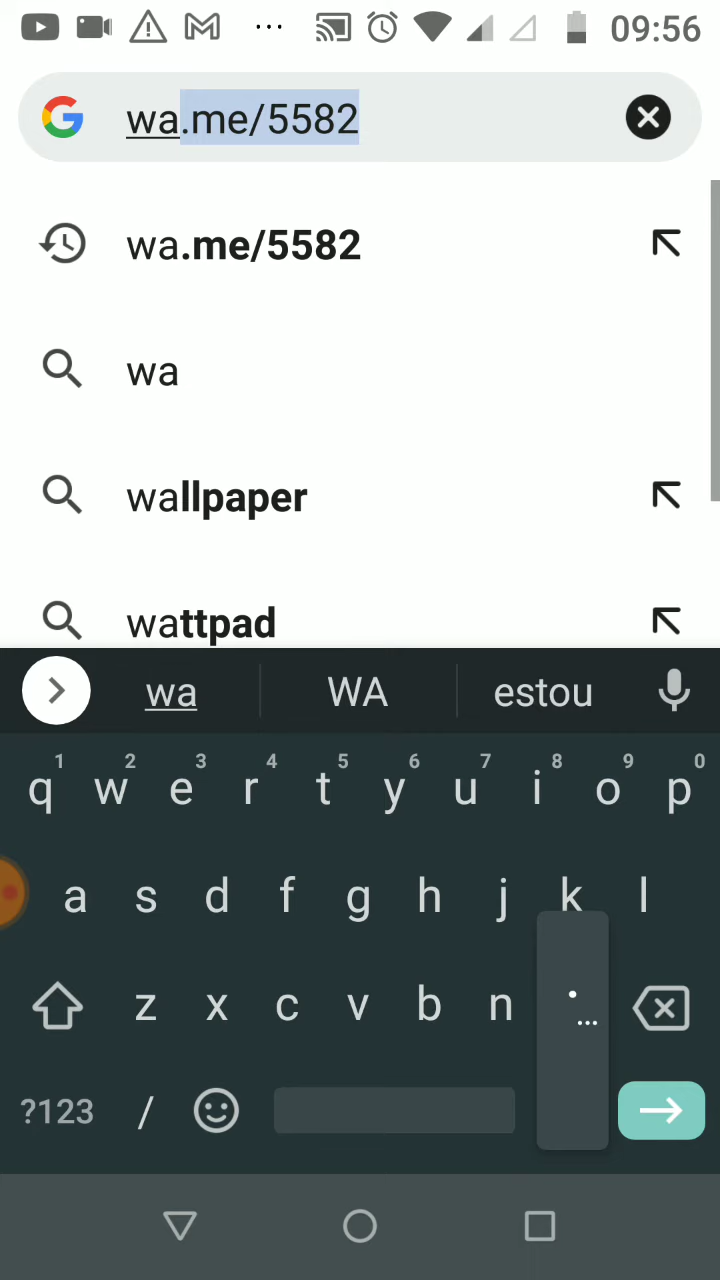 09:56
wa.me/5582
wa.me/5582
wa
wallpaper
wattpad
wa WA estou
1 2 3 4 5 6 7 8 9 0
q w e r t y u i o p
a s d f g h j k l
z x c v b n . ...
?123 /